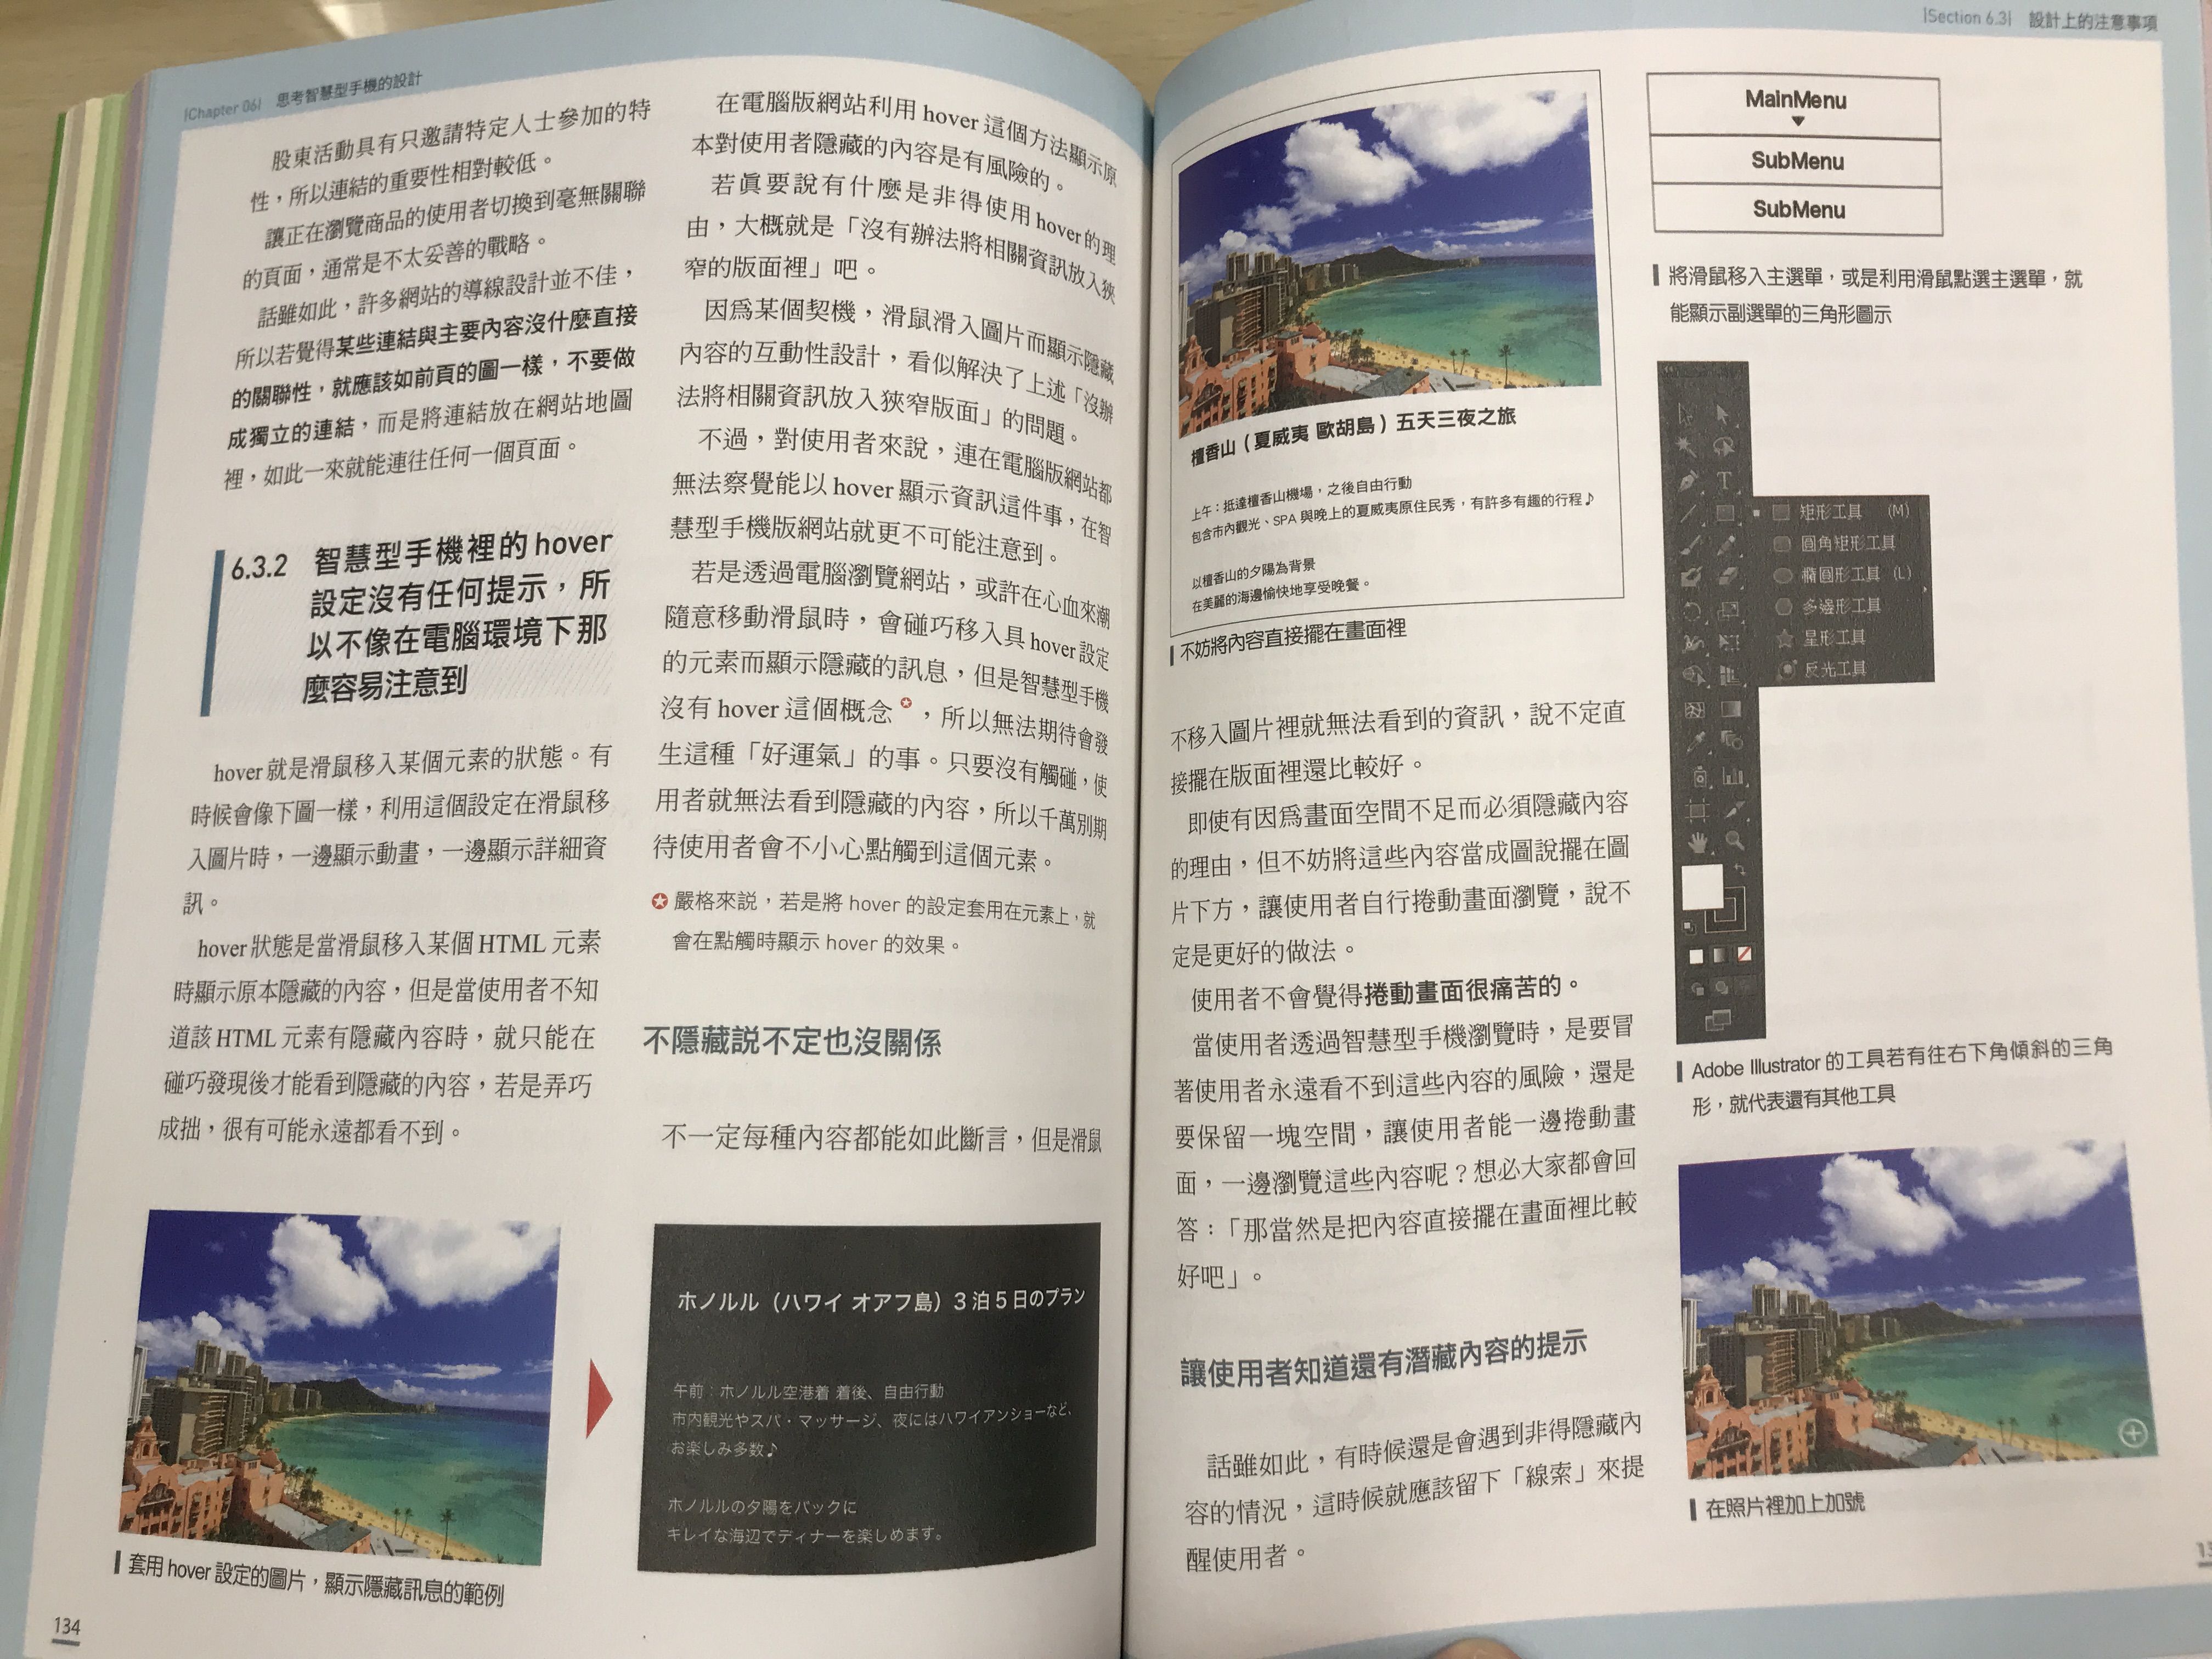 |Chapter 06| 思考智慧型手機的設計
股東活動具有只邀請特定人士參加的特
性，所以連結的重要性相對較低。
讓正在瀏覽商品的使用者切換到毫無關聯
的頁面，通常是不太妥善的戰略。
話雖如此，許多網站的導線設計並不佳，
所以若覺得某些連結與主要內容沒什麼直接
的關聯性，就應該如前頁的圖一樣，不要做
成獨立的連結，而是將連結放在網站地圖
裡，如此一來就能連往任何一個頁面。
6.3.2 智慧型手機裡的hover
設定沒有任何提示，所
以不像在電腦環境下那
麼容易注意到
hover就是滑鼠移入某個元素的狀態。有
時候會像下圖一樣，利用這個設定在滑鼠移
入圖片時，一邊顯示動畫，一邊顯示詳細資
訊。
hover狀態是當滑鼠移入某個HTML元素
時顯示原本隱藏的內容，但是當使用者不知
道該HTML元素有隱藏內容時，就只能在
碰巧發現後才能看到隱藏的內容，若是弄巧
成拙，很有可能永遠都看不到。
套用 hover 設定的圖片，顯示隱藏訊息的範例
134
在電腦版網站利用 hover 這個方法顯示原
本對使用者隱藏的內容是有風險的。
若眞要說有什麼是非得使用 hover 的理
由，大概就是「沒有辦法將相關資訊放入狹
窄的版面裡」吧。
因爲某個契機，滑鼠滑入圖片而顯示隱藏
內容的互動性設計，看似解決了上述「沒辦
法將相關資訊放入狹窄版面」的問題。
不過，對使用者來說，連在電腦版網站都
無法察覺能以 hover 顯示資訊這件事，在智
慧型手機版網站就更不可能注意到。
若是透過電腦瀏覽網站，或許在心血來潮
隨意移動滑鼠時，會碰巧移入具 hover 設定
的元素而顯示隱藏的訊息，但是智慧型手機
沒有 hover 這個概念✪，所以無法期待會發
生這種「好運氣」的事。只要沒有觸碰，使
用者就無法看到隱藏的內容，所以千萬別期
待使用者會不小心點觸到這個元素。
✪ 嚴格來說，若是將 hover 的設定套用在元素上，就
會在點觸時顯示 hover 的效果。
不隱藏說不定也沒關係
不一定每種內容都能如此斷言，但是滑鼠
ホノルル（ハワイ オアフ島）3 泊 5 日のプラン
午前：ホノルル空港着 着後、自由行動
市内観光やスパ・マッサージ、夜にはハワイアンショーなど、
お楽しみ多数♪
ホノルルの夕陽をバックに
キレイな海辺でディナーを楽しめます。
|Section 6.3| 設計上的注意事項
檀香山（夏威夷 歐胡島）五天三夜之旅
上午：抵達檀香山機場，之後自由行動
包含市內觀光、SPA 與晚上的夏威夷原住民秀，有許多有趣的行程♪
以檀香山的夕陽為背景
在美麗的海邊愉快地享受晚餐。
不妨將內容直接擺在畫面裡
不移入圖片裡就無法看到的資訊，說不定直
接擺在版面裡還比較好。
即使有因爲畫面空間不足而必須隱藏內容
的理由，但不妨將這些內容當成圖說擺在圖
片下方，讓使用者自行捲動畫面瀏覽，說不
定是更好的做法。
使用者不會覺得捲動畫面很痛苦的。
當使用者透過智慧型手機瀏覽時，是要冒
著使用者永遠看不到這些內容的風險，還是
要保留一塊空間，讓使用者能一邊捲動畫
面，一邊瀏覽這些內容呢？想必大家都會回
答：「那當然是把內容直接擺在畫面裡比較
好吧」。
讓使用者知道還有潛藏內容的提示
話雖如此，有時候還是會遇到非得隱藏內
容的情況，這時候就應該留下「線索」來提
醒使用者。
MainMenu
▼
SubMenu
SubMenu
將滑鼠移入主選單，或是利用滑鼠點選主選單，就
能顯示副選單的三角形圖示
矩形工具 (M)
圓角矩形工具
橢圓形工具 (L)
多邊形工具
星形工具
反光工具
Adobe Illustrator 的工具若有往右下角傾斜的三角
形，就代表還有其他工具
在照片裡加上加號